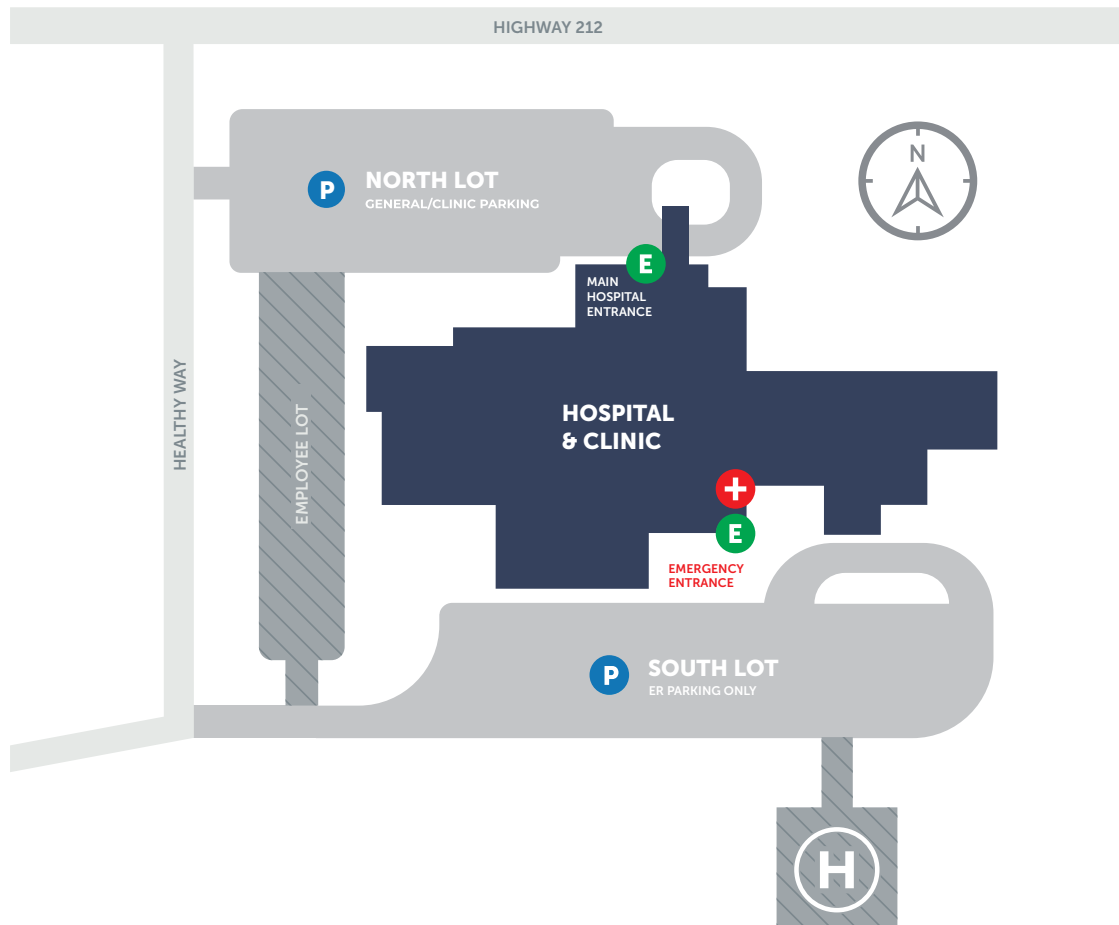 HIGHWAY 212
N
P
NORTH LOT
GENERAL/CLINIC PARKING
E
MAIN
HOSPITAL
ENTRANCE
HEALTHY WAY
EMPLOYEE LOT
HOSPITAL
& CLINIC
E
EMERGENCY
ENTRANCE
P
SOUTH LOT
ER PARKING ONLY
H